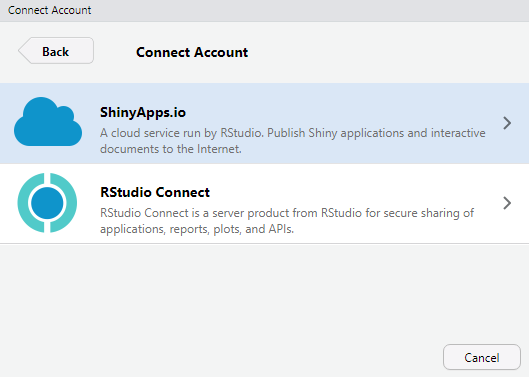 Connect Account
Back
Connect Account
ShinyApps.io
A cloud service run by RStudio. Publish Shiny applications and interactive
documents to the Internet.
RStudio Connect
RStudio Connect is a server product from RStudio for secure sharing of
applications, reports, plots, and APIs.
Cancel